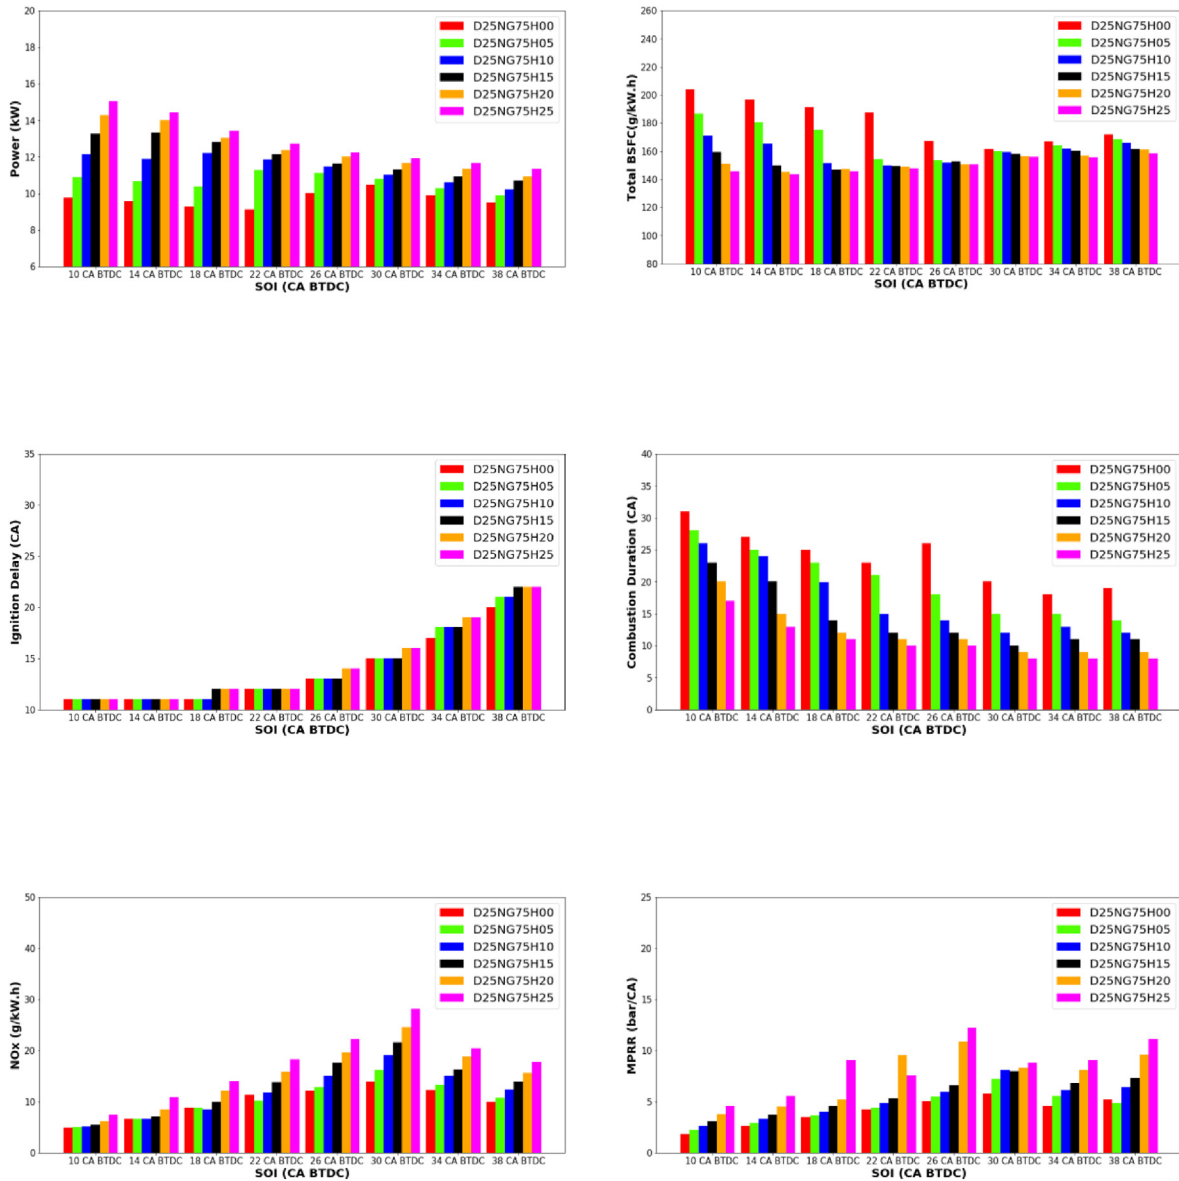 20
18
16
14
12
10
8
6
Power (kW)
D25NG75H00
D25NG75H05
D25NG75H10
D25NG75H15
D25NG75H20
D25NG75H25
10 CA BTDC 14 CA BTDC 18 CA BTDC 22 CA BTDC 26 CA BTDC 30 CA BTDC 34 CA BTDC 38 CA BTDC
SOI (CA BTDC)
260
240
220
200
180
160
140
120
100
80
Total BSFC(g/kW.h)
D25NG75H00
D25NG75H05
D25NG75H10
D25NG75H15
D25NG75H20
D25NG75H25
10 CA BTDC 14 CA BTDC 18 CA BTDC 22 CA BTDC 26 CA BTDC 30 CA BTDC 34 CA BTDC 38 CA BTDC
SOI (CA BTDC)
35
30
25
20
15
10
Ignition Delay (CA)
D25NG75H00
D25NG75H05
D25NG75H10
D25NG75H15
D25NG75H20
D25NG75H25
10 CA BTDC 14 CA BTDC 18 CA BTDC 22 CA BTDC 26 CA BTDC 30 CA BTDC 34 CA BTDC 38 CA BTDC
SOI (CA BTDC)
40
35
30
25
20
15
10
5
0
Combustion Duration (CA)
D25NG75H00
D25NG75H05
D25NG75H10
D25NG75H15
D25NG75H20
D25NG75H25
10 CA BTDC 14 CA BTDC 18 CA BTDC 22 CA BTDC 26 CA BTDC 30 CA BTDC 34 CA BTDC 38 CA BTDC
SOI (CA BTDC)
50
40
30
20
10
0
NOx (g/kW.h)
D25NG75H00
D25NG75H05
D25NG75H10
D25NG75H15
D25NG75H20
D25NG75H25
10 CA BTDC 14 CA BTDC 18 CA BTDC 22 CA BTDC 26 CA BTDC 30 CA BTDC 34 CA BTDC 38 CA BTDC
SOI (CA BTDC)
25
20
15
10
5
0
MPRR (bar/CA)
D25NG75H00
D25NG75H05
D25NG75H10
D25NG75H15
D25NG75H20
D25NG75H25
10 CA BTDC 14 CA BTDC 18 CA BTDC 22 CA BTDC 26 CA BTDC 30 CA BTDC 34 CA BTDC 38 CA BTDC
SOI (CA BTDC)